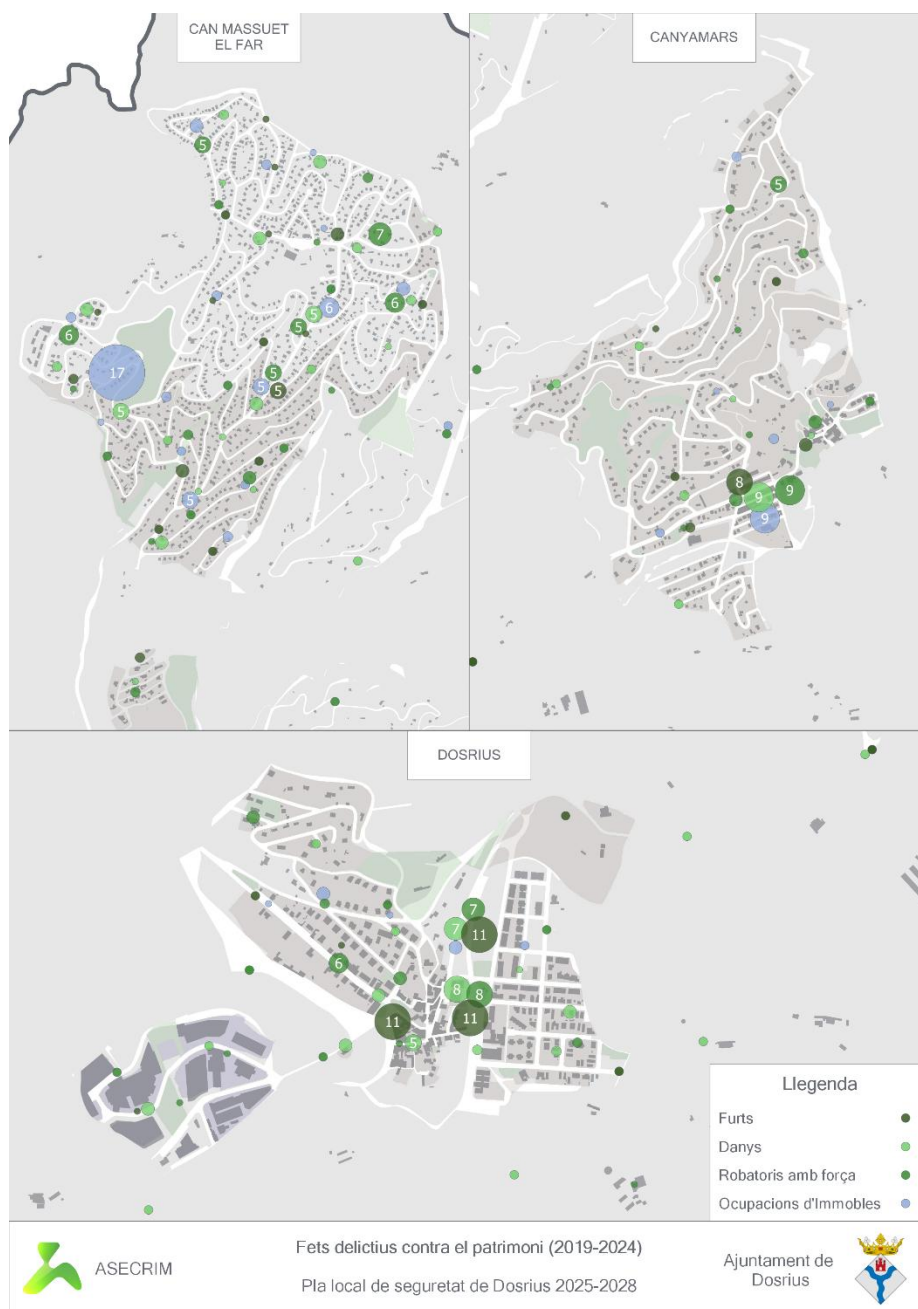 CAN MASSUET
EL FAR
CANYAMARS
5
5
7
6
6
5
5
6
17
5
5
5
5
5
8
9
9
9
DOSRIUS
7
7
11
6
8
8
11
11
5
Llegenda
Furts
Danys
Robatoris amb força
Ocupacions d'Immobles
ASECRIM
Fets delictius contra el patrimoni (2019-2024)
Pla local de seguretat de Dosrius 2025-2028
Ajuntament de
Dosrius